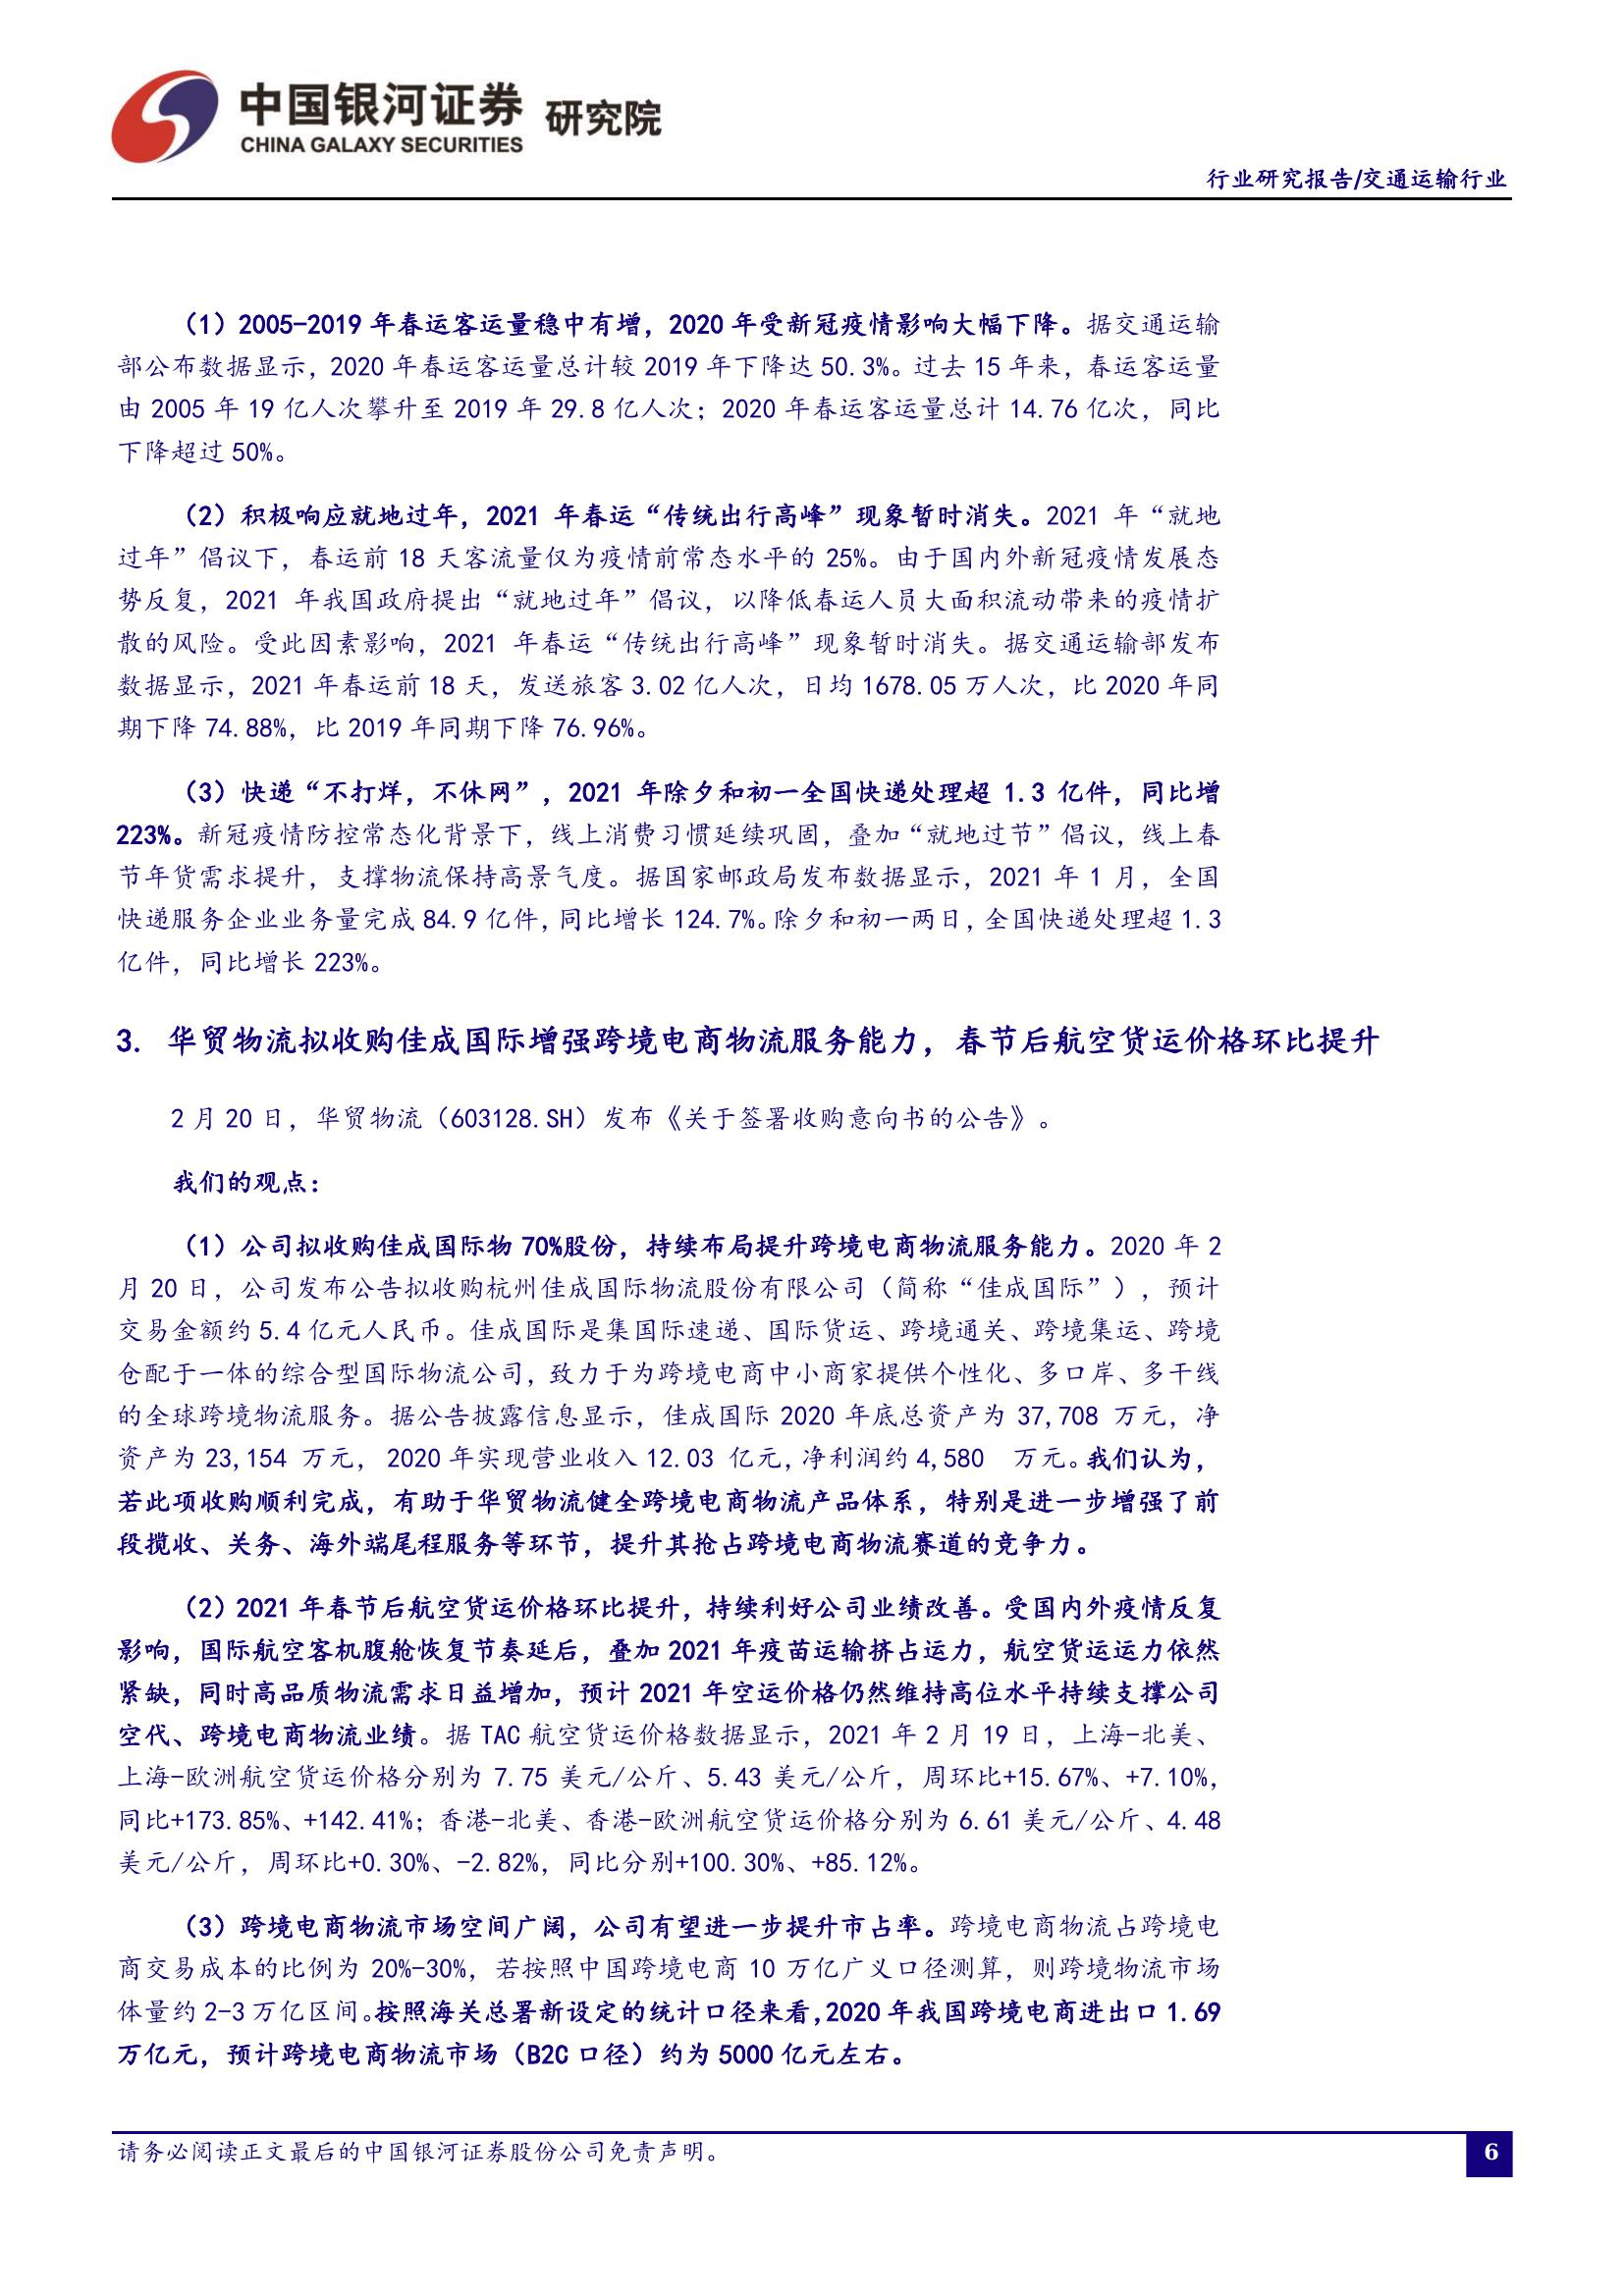 中国银河证券 研究院
CHINA GALAXY SECURITIES
行业研究报告/交通运输行业
（1）2005-2019 年春运客运量稳中有增，2020 年受新冠疫情影响大幅下降。据交通运输
部公布数据显示，2020 年春运客运量总计较 2019 年下降达 50.3%。过去 15 年来，春运客运量
由 2005 年 19 亿人次攀升至 2019 年 29.8 亿人次；2020 年春运客运量总计 14.76 亿次，同比
下降超过 50%。
（2）积极响应就地过年，2021 年春运“传统出行高峰”现象暂时消失。2021 年“就地
过年”倡议下，春运前 18 天客流量仅为疫情前常态水平的 25%。由于国内外新冠疫情发展态
势反复，2021 年我国政府提出“就地过年”倡议，以降低春运人员大面积流动带来的疫情扩
散的风险。受此因素影响，2021 年春运“传统出行高峰”现象暂时消失。据交通运输部发布
数据显示，2021 年春运前 18 天，发送旅客 3.02 亿人次，日均 1678.05 万人次，比 2020 年同
期下降 74.88%，比 2019 年同期下降 76.96%。
（3）快递“不打烊，不休网”，2021 年除夕和初一全国快递处理超 1.3 亿件，同比增
223%。新冠疫情防控常态化背景下，线上消费习惯延续巩固，叠加“就地过节”倡议，线上春
节年货需求提升，支撑物流保持高景气度。据国家邮政局发布数据显示，2021 年 1 月，全国
快递服务企业业务量完成 84.9 亿件，同比增长 124.7%。除夕和初一两日，全国快递处理超 1.3
亿件，同比增长 223%。
3. 华贸物流拟收购佳成国际增强跨境电商物流服务能力，春节后航空货运价格环比提升
2 月 20 日，华贸物流（603128.SH）发布《关于签署收购意向书的公告》。
我们的观点：
（1）公司拟收购佳成国际物 70%股份，持续布局提升跨境电商物流服务能力。2020 年 2
月 20 日，公司发布公告拟收购杭州佳成国际物流股份有限公司（简称“佳成国际”），预计
交易金额约 5.4 亿元人民币。佳成国际是集国际速递、国际货运、跨境通关、跨境集运、跨境
仓配于一体的综合型国际物流公司，致力于为跨境电商中小商家提供个性化、多口岸、多干线
的全球跨境物流服务。据公告披露信息显示，佳成国际 2020 年底总资产为 37,708 万元，净
资产为 23,154 万元， 2020 年实现营业收入 12.03 亿元，净利润约 4,580 万元。我们认为，
若此项收购顺利完成，有助于华贸物流健全跨境电商物流产品体系，特别是进一步增强了前
段揽收、关务、海外端尾程服务等环节，提升其抢占跨境电商物流赛道的竞争力。
（2）2021 年春节后航空货运价格环比提升，持续利好公司业绩改善。受国内外疫情反复
影响，国际航空客机腹舱恢复节奏延后，叠加 2021 年疫苗运输挤占运力，航空货运运力依然
紧缺，同时高品质物流需求日益增加，预计 2021 年空运价格仍然维持高位水平持续支撑公司
空代、跨境电商物流业绩。据 TAC 航空货运价格数据显示，2021 年 2 月 19 日，上海-北美、
上海-欧洲航空货运价格分别为 7.75 美元/公斤、5.43 美元/公斤，周环比+15.67%、+7.10%，
同比+173.85%、+142.41%；香港-北美、香港-欧洲航空货运价格分别为 6.61 美元/公斤、4.48
美元/公斤，周环比+0.30%、-2.82%，同比分别+100.30%、+85.12%。
（3）跨境电商物流市场空间广阔，公司有望进一步提升市占率。跨境电商物流占跨境电
商交易成本的比例为 20%-30%，若按照中国跨境电商 10 万亿广义口径测算，则跨境物流市场
体量约 2-3 万亿区间。按照海关总署新设定的统计口径来看，2020 年我国跨境电商进出口 1.69
万亿元，预计跨境电商物流市场（B2C 口径）约为 5000 亿元左右。
请务必阅读正文最后的中国银河证券股份公司免责声明。
6